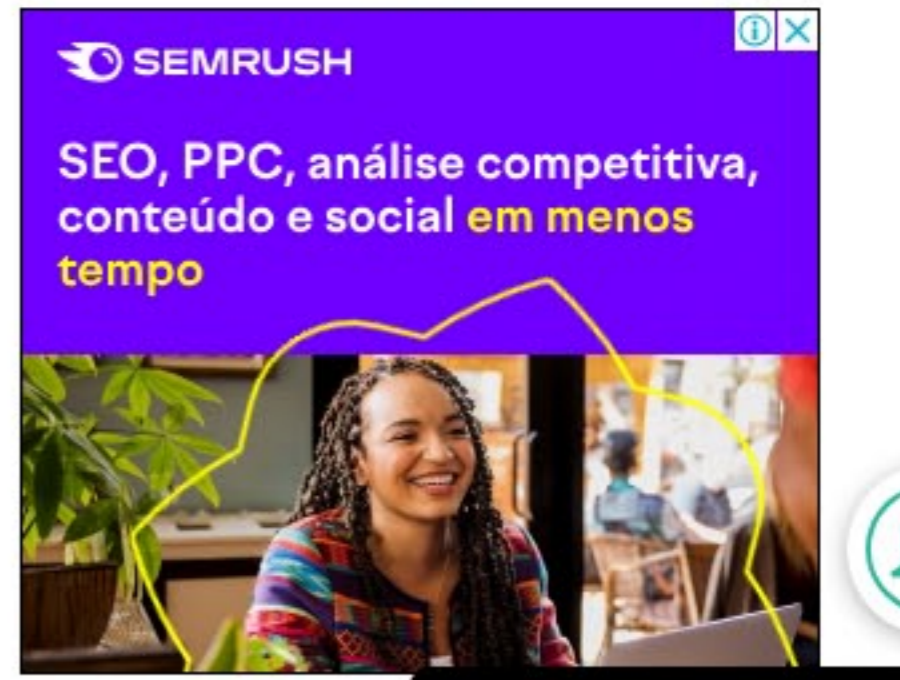 SEMRUSH
SEO, PPC, análise competitiva,
conteúdo e social em menos
tempo